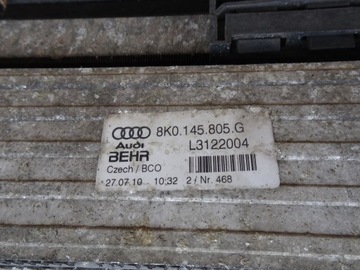 8K0.145.805.G
Audi L3122004
BEHR
Czech / BCO
27.07.10 10:32 2 / Nr. 468